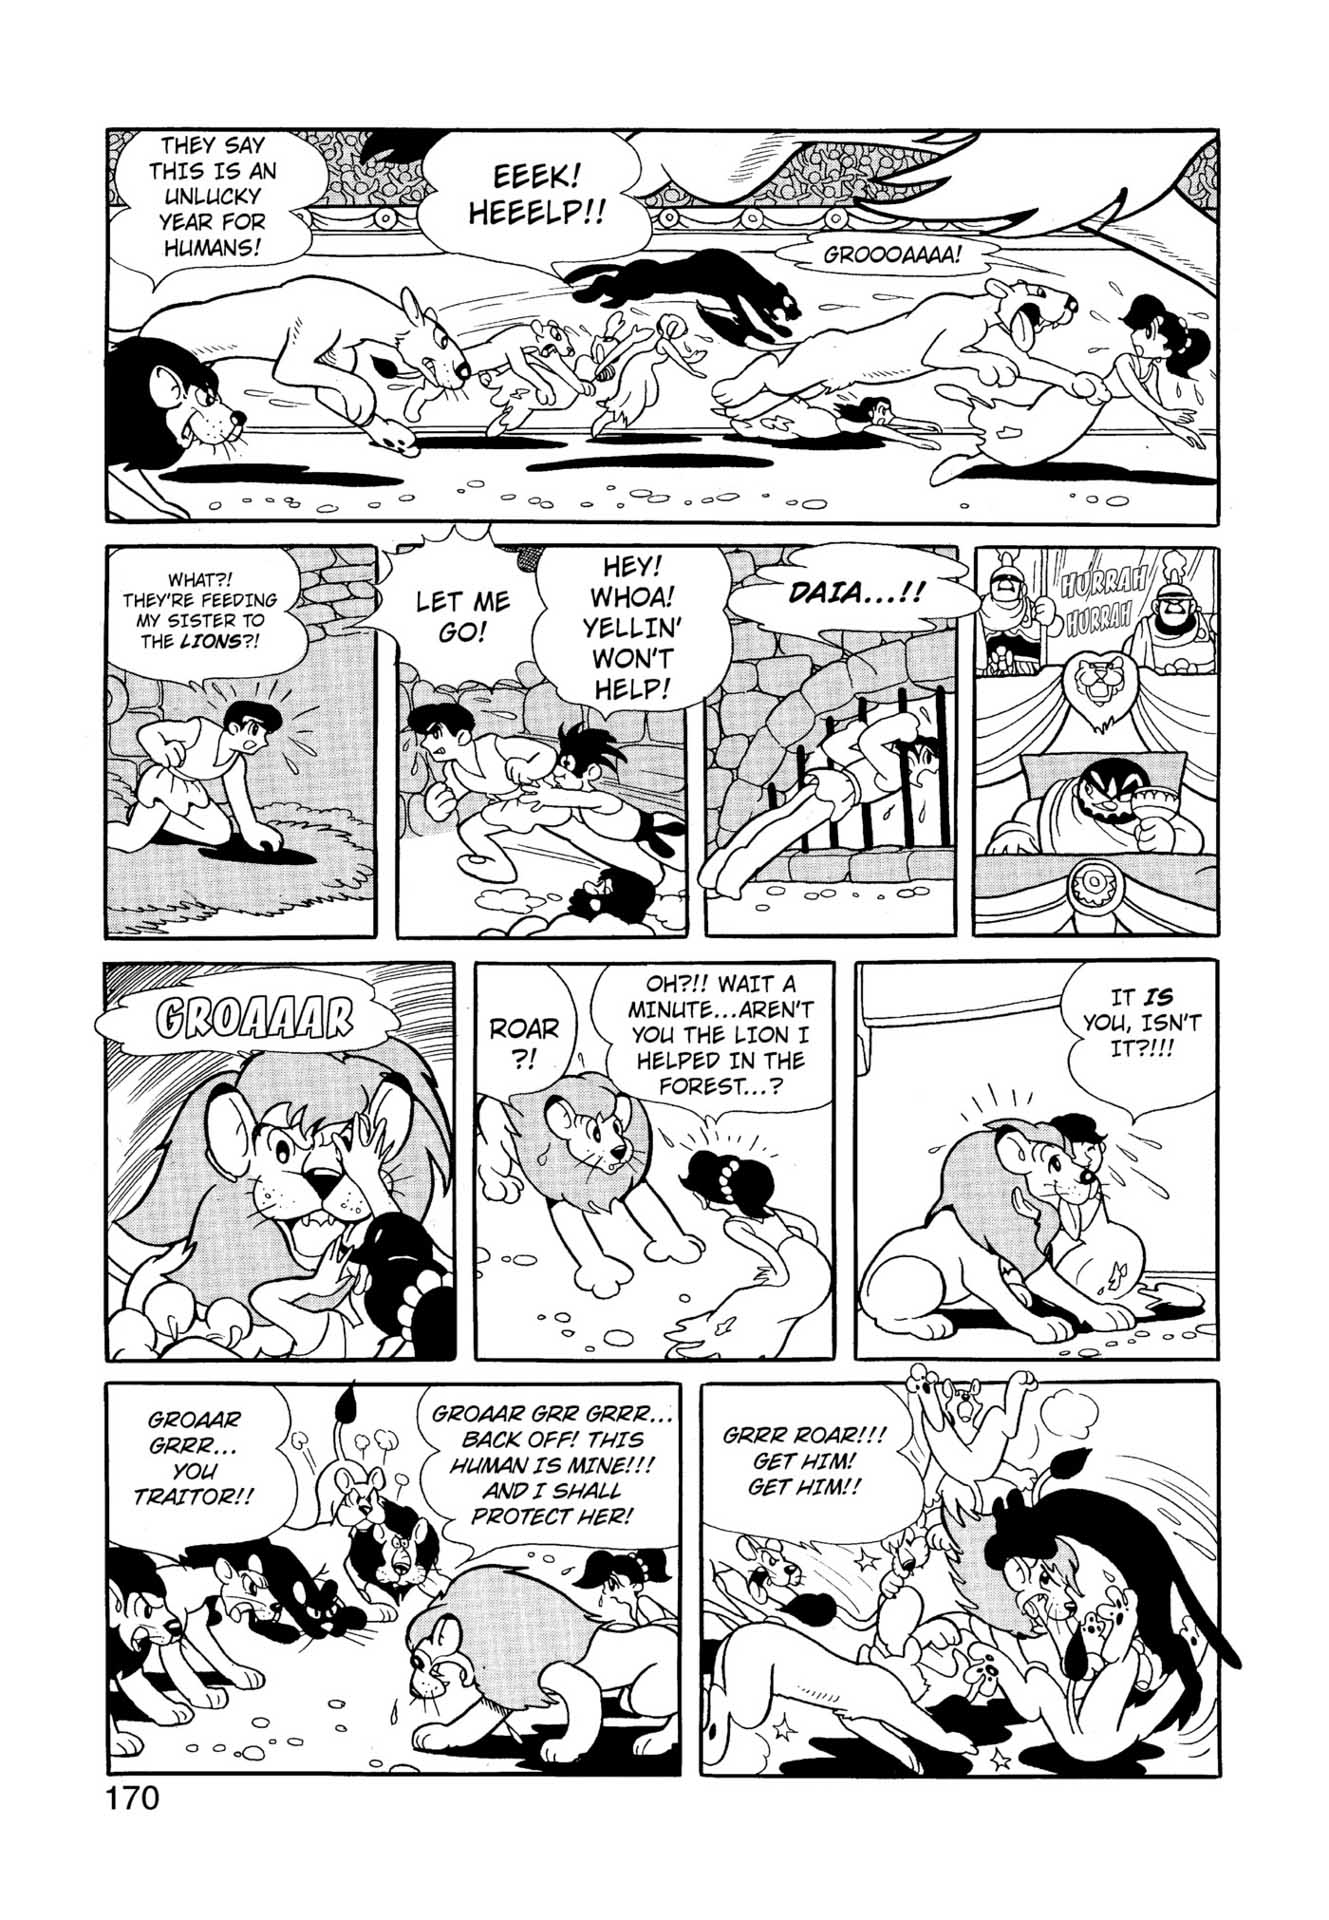 THEY SAY
THIS IS AN
UNLUCKY
YEAR FOR
HUMANS!
EEEK!
HEEELP!!
GROOOAAAA!
WHAT?!
THEY'RE FEEDING
MY SISTER TO
THE LIONS?!
LET ME
GO!
HEY!
WHOA!
YELLIN'
WON'T
HELP!
DAIA...!!
HURRAH
HURRAH
GROAAAR
ROAR
?!
OH?!! WAIT A
MINUTE...AREN'T
YOU THE LION I
HELPED IN THE
FOREST...?
IT IS
YOU, ISN'T
IT?!!!
GROAAR
GRRR...
YOU
TRAITOR!!
GROAAR GRR GRRR...
BACK OFF! THIS
HUMAN IS MINE!!!
AND I SHALL
PROTECT HER!
GRRR ROAR!!!
GET HIM!
GET HIM!!
170